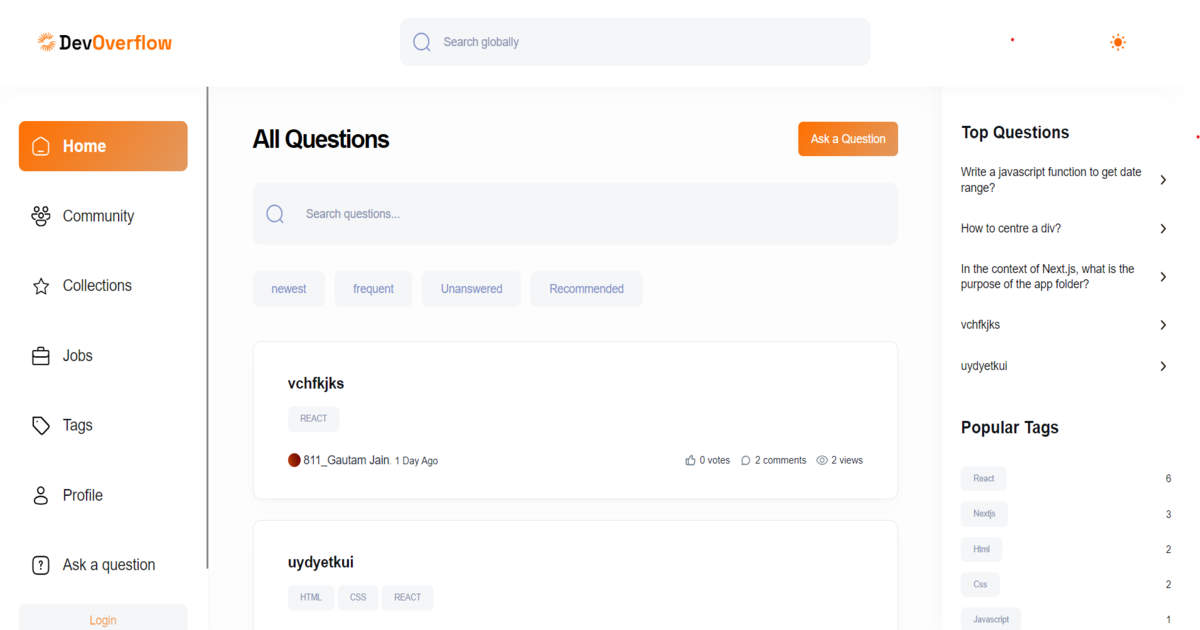 DevOverflow
Search globally
Home
Community
Collections
Jobs
Tags
Profile
Ask a question
Login
All Questions
Ask a Question
Search questions...
newest frequent Unanswered Recommended
vchfkjks
REACT
811_Gautam Jain. 1 Day Ago 0 votes 2 comments 2 views
uydyetkui
HTML CSS REACT
Top Questions
Write a javascript function to get date
range?
How to centre a div?
In the context of Next.js, what is the
purpose of the app folder?
vchfkjks
uydyetkui
Popular Tags
React 6
Nextjs 3
Html 2
Css 2
Javascript 1